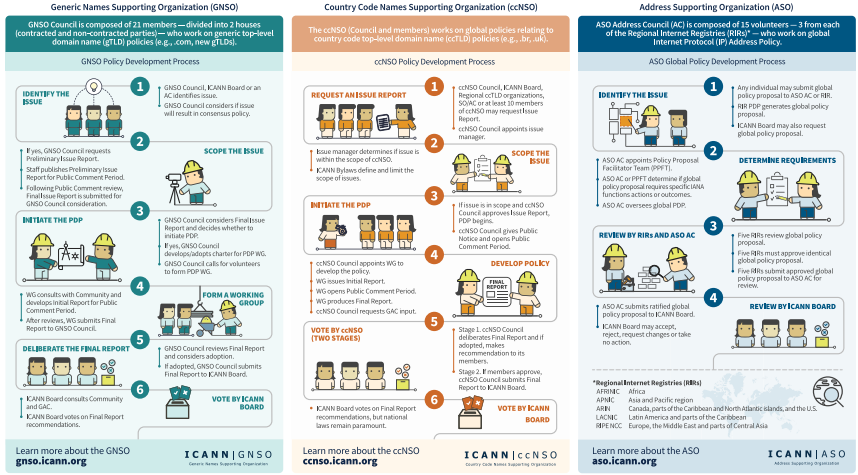 Generic Names Supporting Organization (GNSO)
GNSO Council is composed of 21 members — divided into 2 houses
(contracted and non-contracted parties) — who work on generic top-level
domain name (gTLD) policies (e.g., .com, new gTLDs).
GNSO Policy Development Process
IDENTIFY THE
ISSUE
1
GNSO Council, ICANN Board or an
AC identifies issue.
GNSO Council considers if issue
will result in consensus policy.
2
If yes, GNSO Council requests
Preliminary Issue Report.
Staff publishes Preliminary Issue
Report for Public Comment Period.
Following Public Comment review,
Final Issue Report is submitted for
GNSO Council consideration.
SCOPE THE ISSUE
3
INITIATE THE PDP
GNSO Council considers Final Issue
Report and decides whether to
initiate PDP.
If yes, GNSO Council
develops/adopts charter for PDP WG.
GNSO Council calls for volunteers
to form PDP WG.
4
WG consults with Community and
develops Initial Report for Public
Comment Period.
After reviews, WG submits Final
Report to GNSO Council.
FORM A WORKING
GROUP
5
DELIBERATE THE FINAL REPORT
GNSO Council reviews Final Report
and considers adoption.
If adopted, GNSO Council submits
Final Report to ICANN Board.
6
ICANN Board consults Community
and GAC.
ICANN Board votes on Final Report
recommendations.
VOTE BY ICANN
BOARD
Learn more about the GNSO
gnso.icann.org
ICANN | GNSO
Generic Names Supporting Organization
Country Code Names Supporting Organization (ccNSO)
The ccNSO (Council and members) work on global policies relating to
country code top-level domain name (ccTLD) policies (e.g., .br, .uk).
ccNSO Policy Development Process
REQUEST AN ISSUE REPORT
1
ccNSO Council, ICANN Board,
Regional ccTLD organizations,
SO/AC or at least 10 members
of ccNSO may request Issue
Report.
ccNSO Council appoints issue
manager.
2
Issue manager determines if issue is
within the scope of ccNSO.
ICANN Bylaws define and limit the
scope of issues.
SCOPE THE
ISSUE
3
INITIATE THE PDP
If issue is in scope and ccNSO
Council approves Issue Report,
PDP begins.
ccNSO Council gives Public
Notice and opens Public
Comment Period.
4
ccNSO Council appoints WG to
develop the policy.
WG issues Initial Report.
WG opens Public Comment Period.
WG produces Final Report.
ccNSO Council requests GAC input.
DEVELOP POLICY
FINAL
REPORT
5
VOTE BY ccNSO
(TWO STAGES)
Stage 1. ccNSO Council
deliberates Final Report and if
adopted, makes
recommendation to its
members.
Stage 2. If members approve,
ccNSO Council submits Final
Report to ICANN Board.
6
ICANN Board votes on Final Report
recommendations, but national
laws remain paramount.
VOTE BY ICANN
BOARD
Learn more about the ccNSO
ccnso.icann.org
ICANN | ccNSO
Country Code Names Supporting Organization
Address Supporting Organization (ASO)
ASO Address Council (AC) is composed of 15 volunteers — 3 from each
of the Regional Internet Registries (RIRs)* — who work on global
Internet Protocol (IP) Address Policy.
ASO Global Policy Development Process
IDENTIFY THE ISSUE
1
Any individual may submit global
policy proposal to ASO AC or RIR.
RIR PDP generates global policy
proposal.
ICANN Board may also request
global policy proposal.
2
ASO AC appoints Policy Proposal
Facilitator Team (PPFT).
ASO AC or PPFT determine if global
policy proposal requires specific IANA
functions actions or outcomes.
ASO AC oversees global PDP.
DETERMINE REQUIREMENTS
3
REVIEW BY RIRs AND ASO AC
Five RIRs review global policy
proposal.
Five RIRs must approve identical
global policy proposal.
Five RIRs submit approved global
policy proposal to ASO AC for
review.
4
ASO AC submits ratified global
policy proposal to ICANN Board.
ICANN Board may accept,
reject, request changes or take
no action.
REVIEW BY ICANN BOARD
*Regional Internet Registries (RIRs)
AFRINIC Africa
APNIC Asia and Pacific region
ARIN Canada, parts of the Caribbean and North Atlantic islands, and the U.S.
LACNIC Latin America and parts of the Caribbean
RIPE NCC Europe, the Middle East and parts of Central Asia
Learn more about the ASO
aso.icann.org
ICANN | ASO
Address Supporting Organization